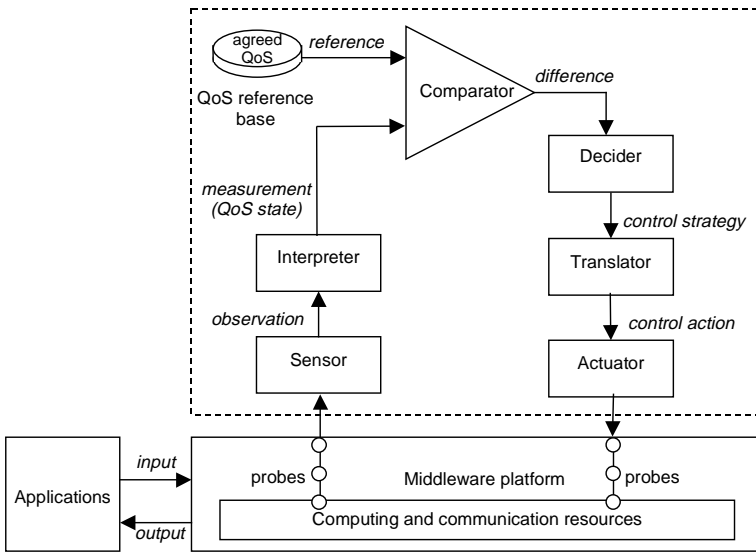 agreed
QoS
reference
QoS reference
base
Comparator
difference
Decider
measurement
(QoS state)
control strategy
Interpreter
Translator
observation
control action
Sensor
Actuator
Applications
input
output
probes
Middleware platform
probes
Computing and communication resources